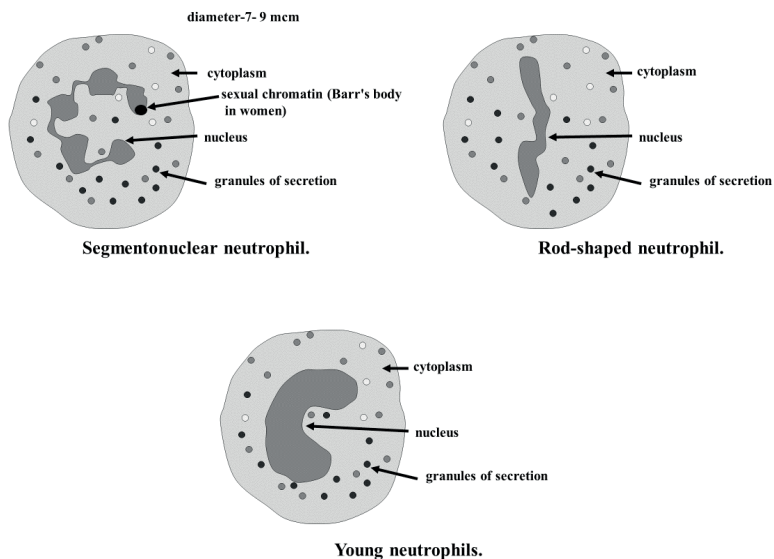 diameter-7- 9 mcm
cytoplasm
sexual chromatin (Barr's body
in women)
nucleus
granules of secretion
Segmentonuclear neutrophil.
cytoplasm
nucleus
granules of secretion
Rod-shaped neutrophil.
cytoplasm
nucleus
granules of secretion
Young neutrophils.